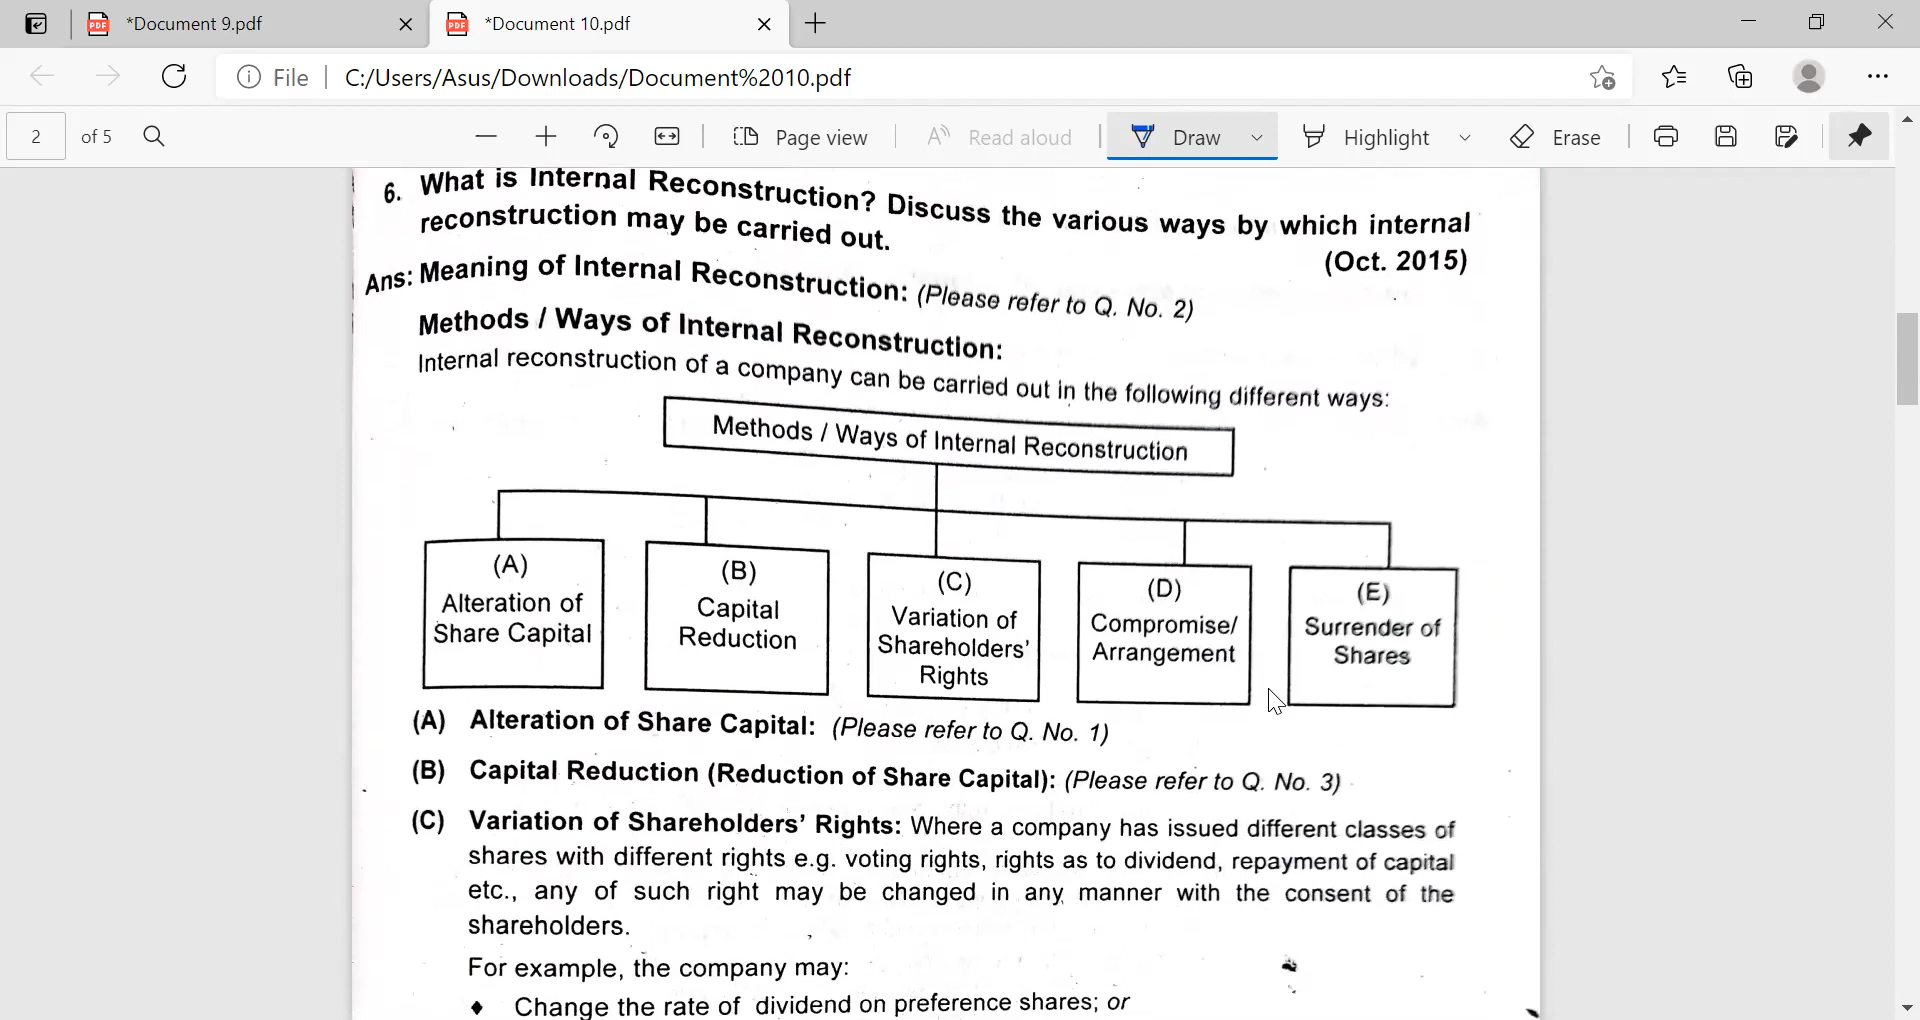 *Document 9.pdf
*Document 10.pdf
File | C:/Users/Asus/Downloads/Document%2010.pdf
2 of 5
Page view
Read aloud
Draw
Highlight
Erase
6. What is Internal Reconstruction? Discuss the various ways by which internal
reconstruction may be carried out.
(Oct. 2015)
Ans: Meaning of Internal Reconstruction: (Please refer to Q. No. 2)
Methods / Ways of Internal Reconstruction:
Internal reconstruction of a company can be carried out in the following different ways:
Methods / Ways of Internal Reconstruction
(A)
Alteration of
Share Capital
(B)
Capital
Reduction
(C)
Variation of
Shareholders'
Rights
(D)
Compromise/
Arrangement
(E)
Surrender of
Shares
(A) Alteration of Share Capital: (Please refer to Q. No. 1)
(B) Capital Reduction (Reduction of Share Capital): (Please refer to Q. No. 3)
(C) Variation of Shareholders' Rights: Where a company has issued different classes of
shares with different rights e.g. voting rights, rights as to dividend, repayment of capital
etc., any of such right may be changed in any manner with the consent of the
shareholders.
For example, the company may:
♦ Change the rate of dividend on preference shares; or